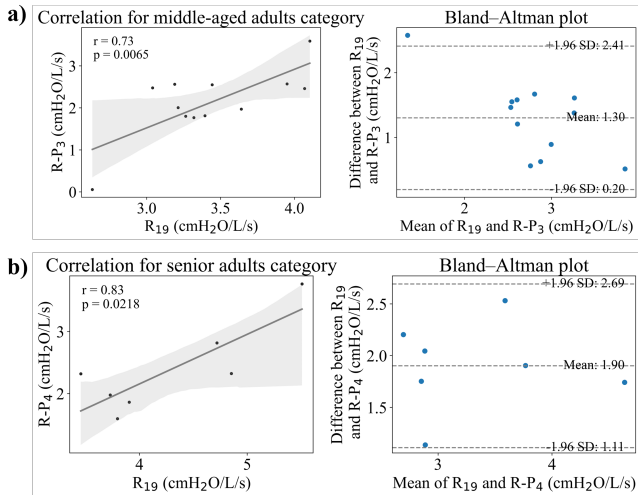 a)
Correlation for middle-aged adults category
r = 0.73
p = 0.0065
R-P3 (cmH2O/L/s)
3
2
1
0
3.0 3.5 4.0
R19 (cmH2O/L/s)
Bland–Altman plot
Difference between R19
and R-P3 (cmH2O/L/s)
2
1
+1.96 SD: 2.41
Mean: 1.30
-1.96 SD: 0.20
2 3
Mean of R19 and R-P3 (cmH2O/L/s)
b)
Correlation for senior adults category
r = 0.83
p = 0.0218
R-P4 (cmH2O/L/s)
3
2
4 5
R19 (cmH2O/L/s)
Bland–Altman plot
Difference between R19
and R-P4 (cmH2O/L/s)
2.5
2.0
1.5
+1.96 SD: 2.69
Mean: 1.90
-1.96 SD: 1.11
3 4
Mean of R19 and R-P4 (cmH2O/L/s)